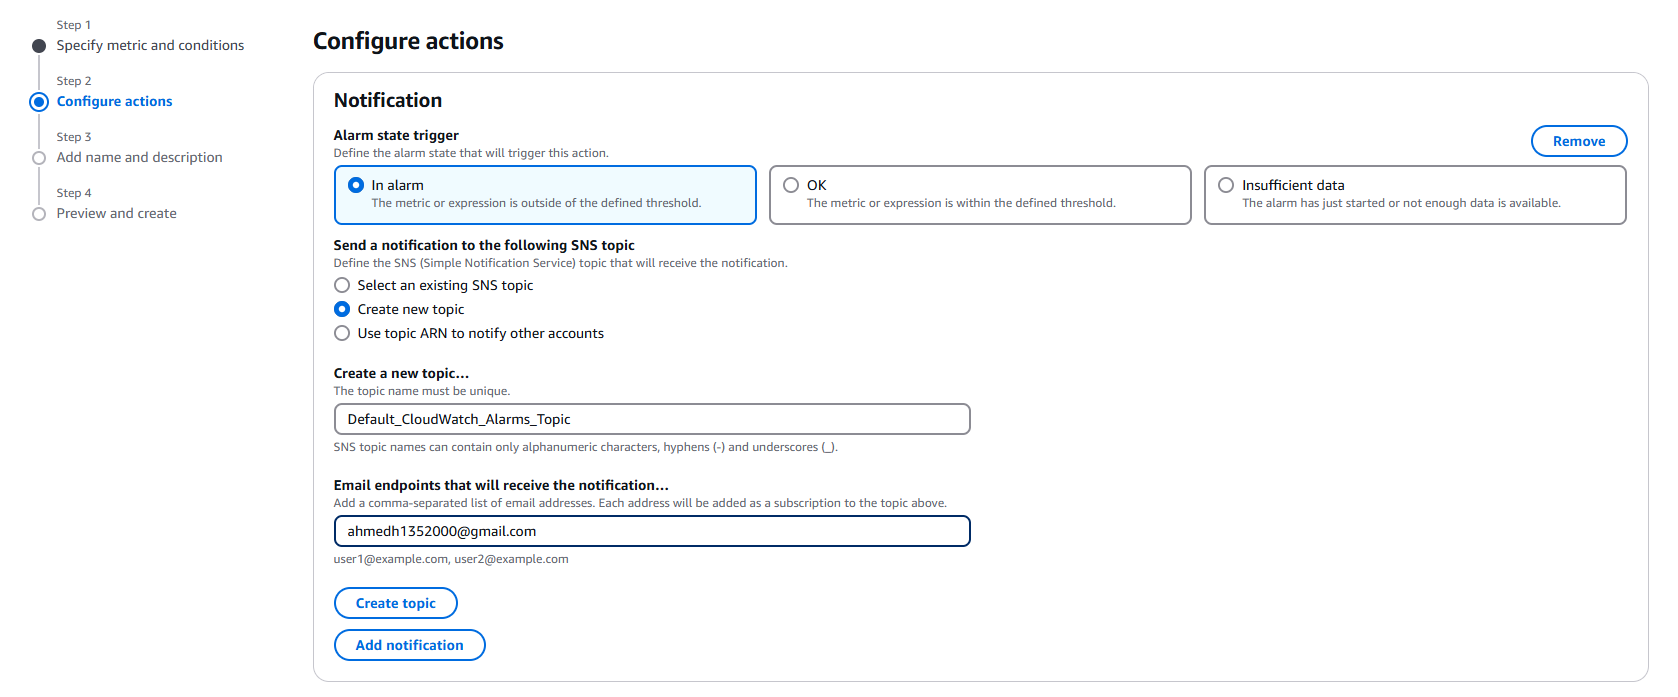 Step 1
Specify metric and conditions
Step 2
Configure actions
Step 3
Add name and description
Step 4
Preview and create
Configure actions
Notification
Alarm state trigger
Define the alarm state that will trigger this action.
Remove
In alarm
The metric or expression is outside of the defined threshold.
OK
The metric or expression is within the defined threshold.
Insufficient data
The alarm has just started or not enough data is available.
Send a notification to the following SNS topic
Define the SNS (Simple Notification Service) topic that will receive the notification.
Select an existing SNS topic
Create new topic
Use topic ARN to notify other accounts
Create a new topic...
The topic name must be unique.
Default_CloudWatch_Alarms_Topic
SNS topic names can contain only alphanumeric characters, hyphens (-) and underscores (_).
Email endpoints that will receive the notification...
Add a comma-separated list of email addresses. Each address will be added as a subscription to the topic above.
ahmedh1352000@gmail.com
user1@example.com, user2@example.com
Create topic
Add notification